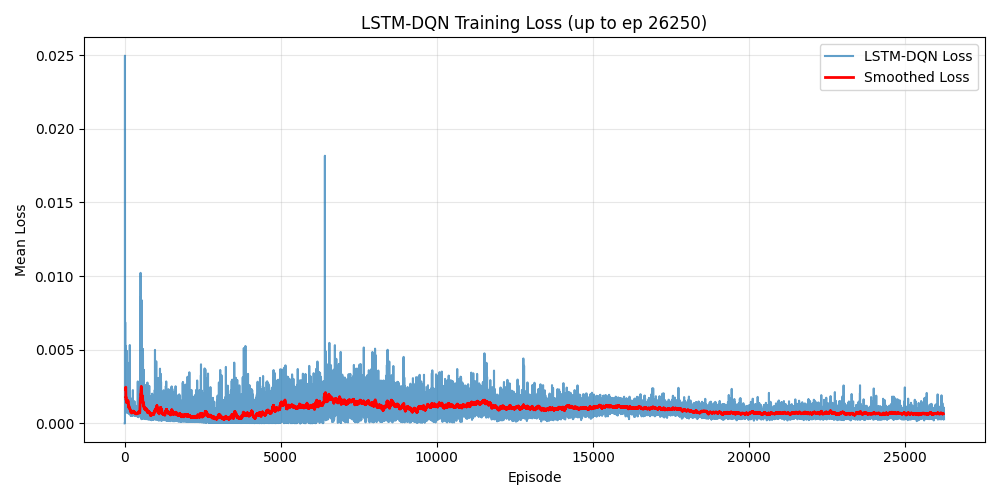 LSTM-DQN Training Loss (up to ep 26250)
LSTM-DQN Loss
Smoothed Loss
Mean Loss
0.025
0.020
0.015
0.010
0.005
0.000
0 5000 10000 15000 20000 25000
Episode